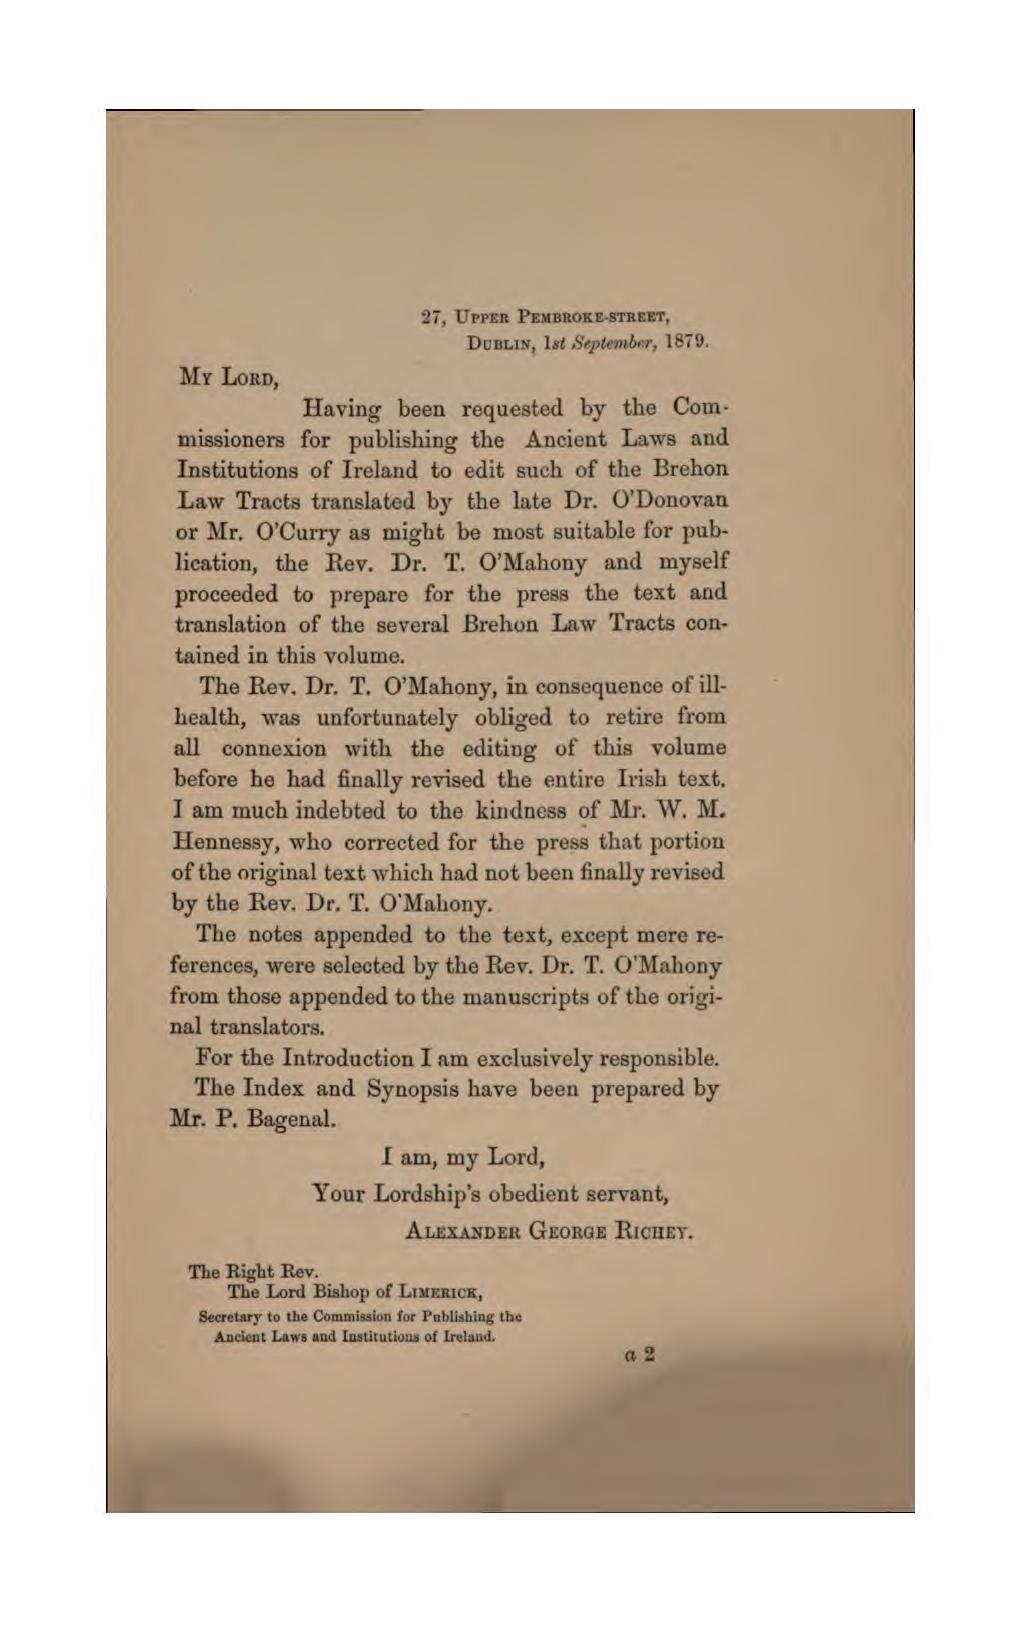 27, UPPER PEMBROKE-STREET,
DUBLIN, 1st September, 1879.
MY LORD,
Having been requested by the Com-
missioners for publishing the Ancient Laws and
Institutions of Ireland to edit such of the Brehon
Law Tracts translated by the late Dr. O'Donovan
or Mr. O'Curry as might be most suitable for pub-
lication, the Rev. Dr. T. O'Mahony and myself
proceeded to prepare for the press the text and
translation of the several Brehon Law Tracts con-
tained in this volume.
The Rev. Dr. T. O'Mahony, in consequence of ill-
health, was unfortunately obliged to retire from
all connexion with the editing of this volume
before he had finally revised the entire Irish text.
I am much indebted to the kindness of Mr. W. M.
Hennessy, who corrected for the press that portion
of the original text which had not been finally revised
by the Rev. Dr. T. O'Mahony.
The notes appended to the text, except mere re-
ferences, were selected by the Rev. Dr. T. O'Mahony
from those appended to the manuscripts of the origi-
nal translators.
For the Introduction I am exclusively responsible.
The Index and Synopsis have been prepared by
Mr. P. Bagenal.
I am, my Lord,
Your Lordship's obedient servant,
ALEXANDER GEORGE RICHEY.
The Right Rev.
The Lord Bishop of LIMERICK,
Secretary to the Commission for Publishing the
Ancient Laws and Institutions of Ireland.
a 2